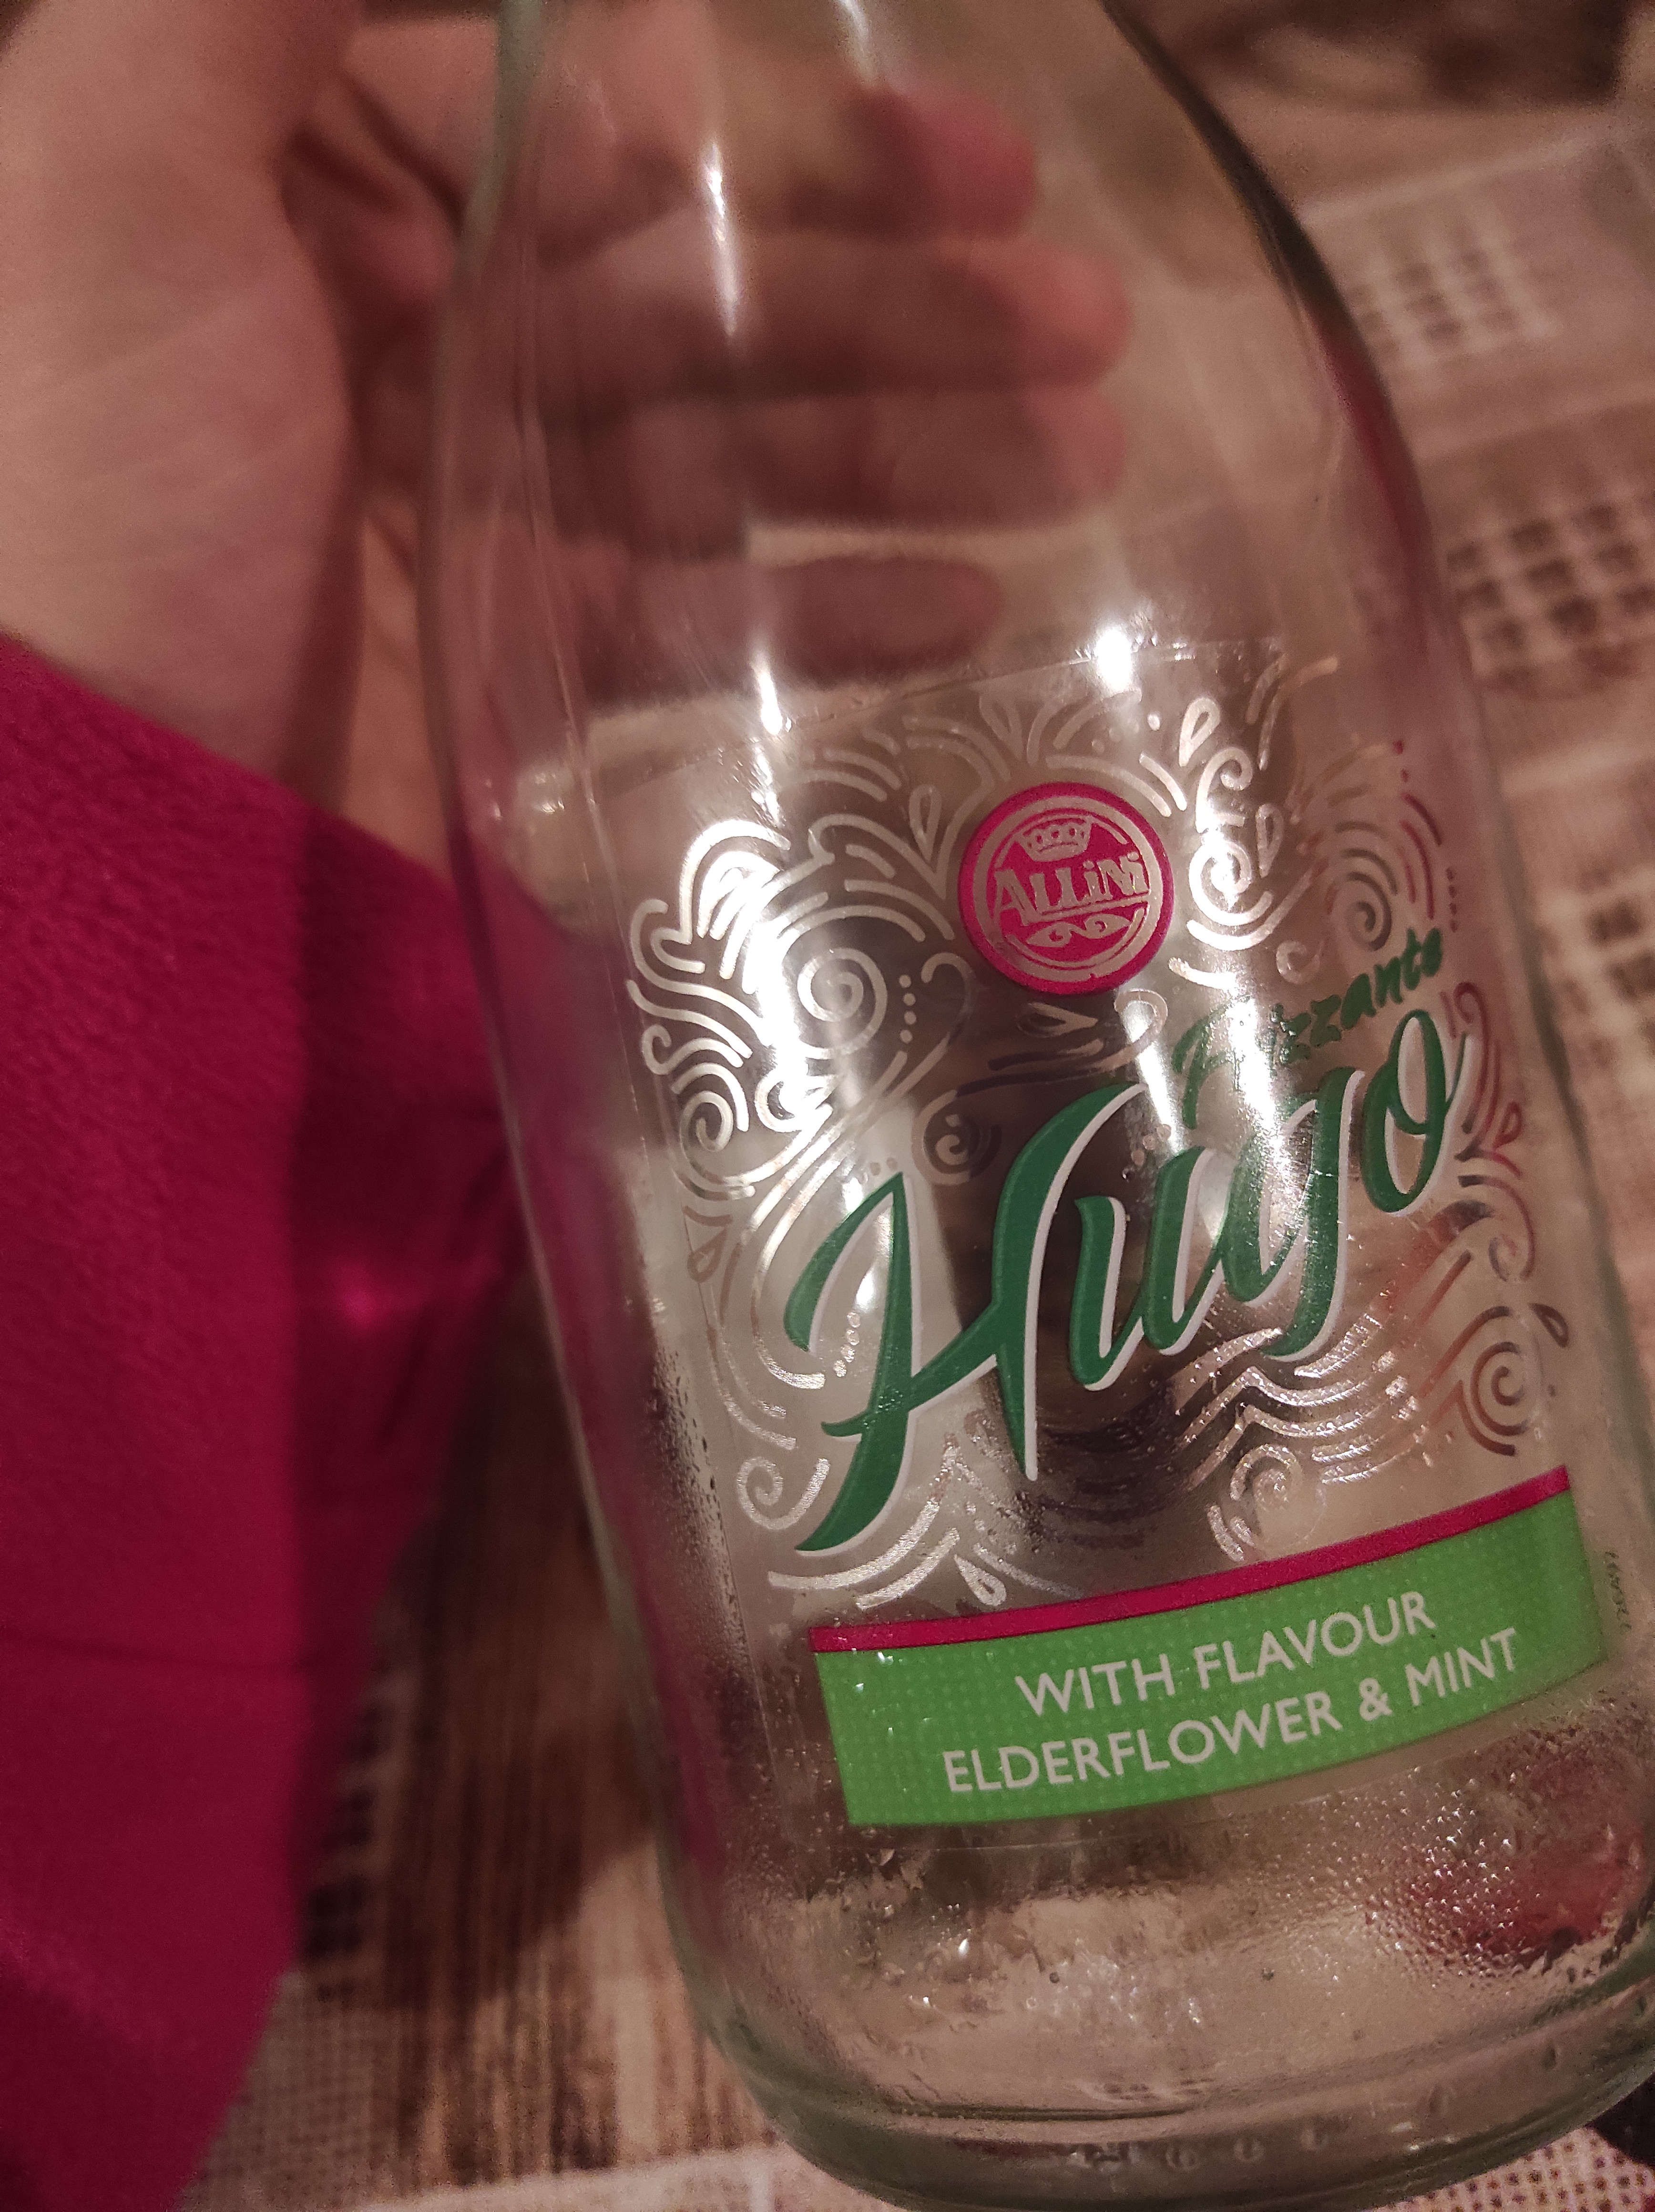 ALLiNi
Frizzante
Hugo
WITH FLAVOUR
ELDERFLOWER & MINT